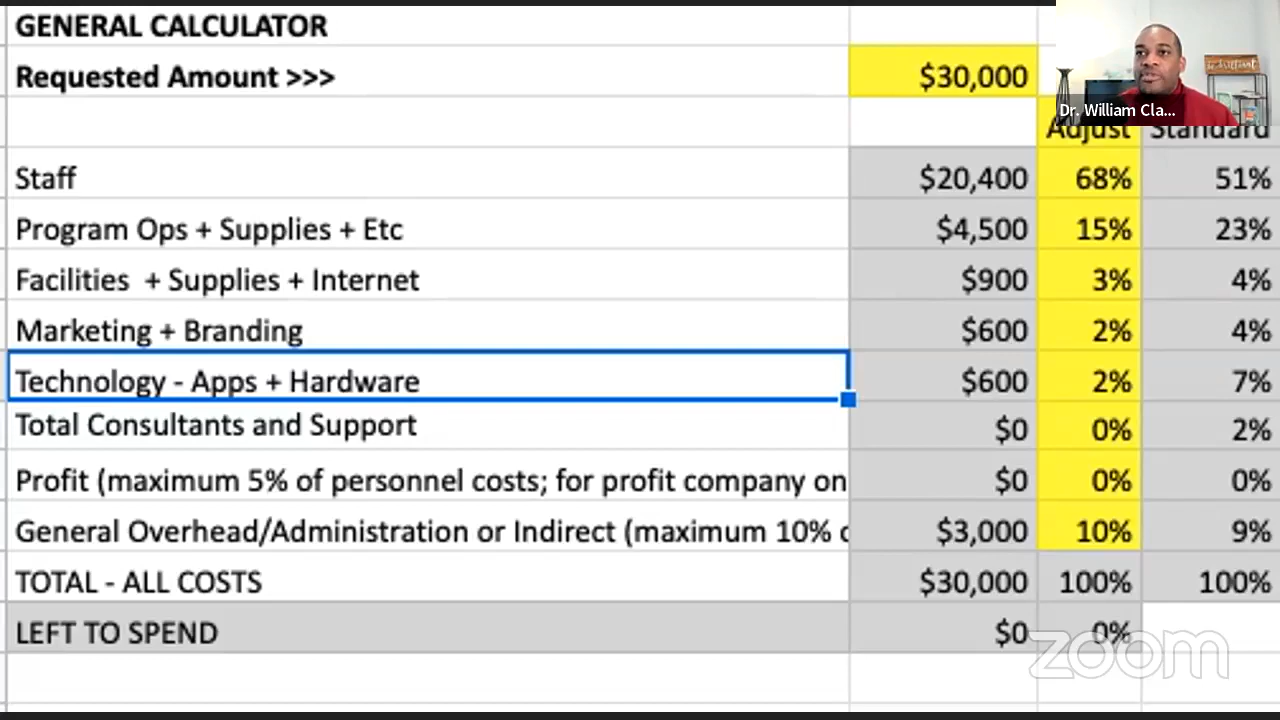 GENERAL CALCULATOR
Requested Amount >>> $30,000
Adjust Standard
Staff $20,400 68% 51%
Program Ops + Supplies + Etc $4,500 15% 23%
Facilities + Supplies + Internet $900 3% 4%
Marketing + Branding $600 2% 4%
Technology - Apps + Hardware $600 2% 7%
Total Consultants and Support $0 0% 2%
Profit (maximum 5% of personnel costs; for profit company on $0 0% 0%
General Overhead/Administration or Indirect (maximum 10% $3,000 10% 9%
TOTAL - ALL COSTS $30,000 100% 100%
LEFT TO SPEND $0 0%
Dr. William Cla...
zoom